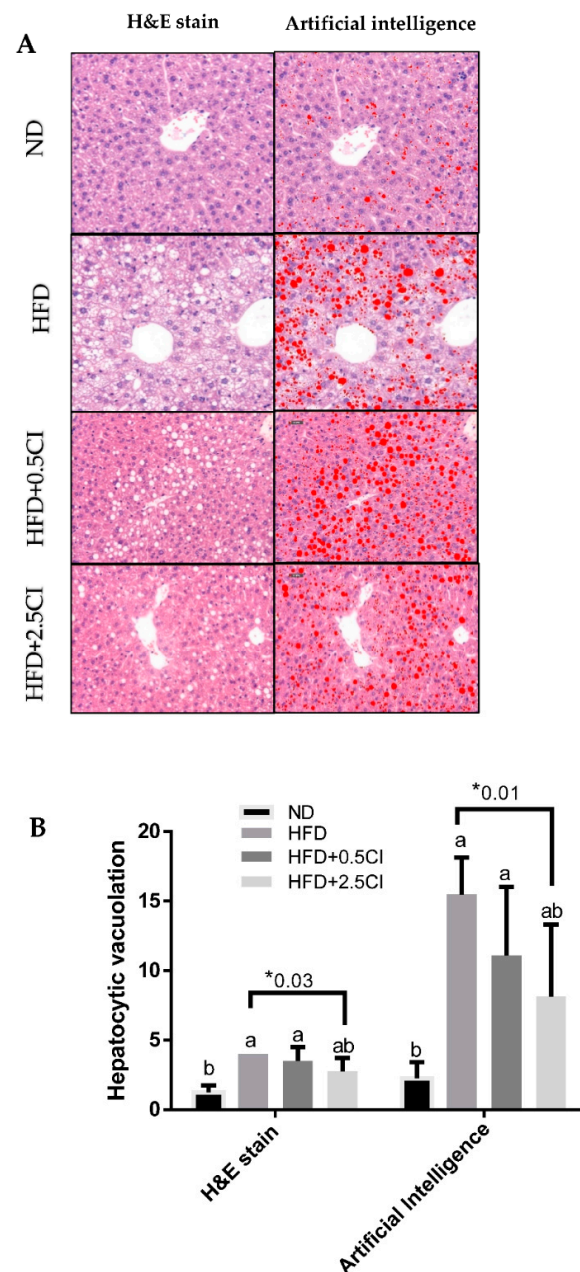 H&E stain
Artificial intelligence
A
ND
HFD
HFD+0.5CI
HFD+2.5CI
B
ND
HFD
HFD+0.5CI
HFD+2.5CI
*0.01
*0.03
Hepatocytic vacuolation
20
15
10
5
0
b
a
a
ab
b
a
a
ab
H&E stain
Artificial Intelligence